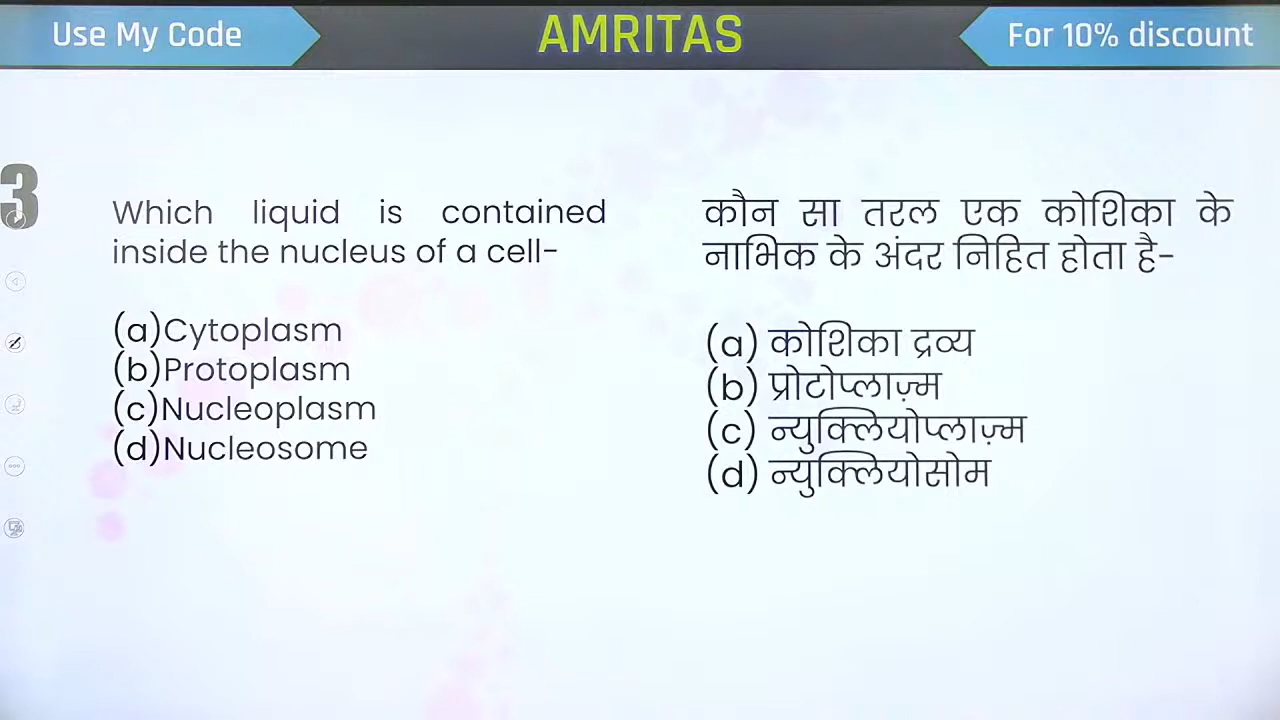 Use My Code
AMRITAS
For 10% discount
3
Which liquid is contained
inside the nucleus of a cell-
(a)Cytoplasm
(b)Protoplasm
(c)Nucleoplasm
(d)Nucleosome
कौन सा तरल एक कोशिका के
नाभिक के अंदर निहित होता है-
(a) कोशिका द्रव्य
(b) प्रोटोप्लाज़्म
(c) न्युक्लियोप्लाज़्म
(d) न्युक्लियोसोम